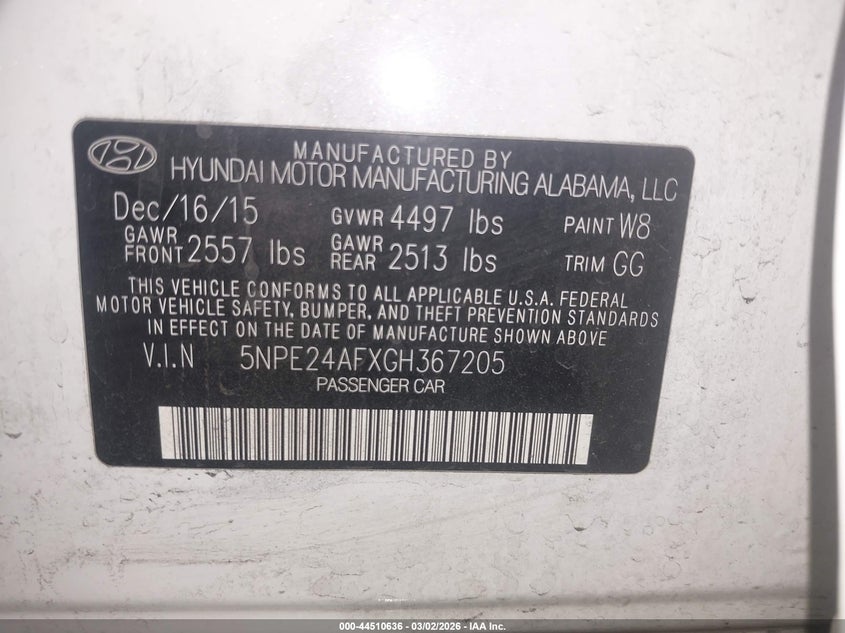 MANUFACTURED BY
HYUNDAI MOTOR MANUFACTURING ALABAMA, LLC
Dec/16/15 GVWR 4497 lbs PAINT W8
GAWR FRONT 2557 lbs GAWR REAR 2513 lbs TRIM GG
THIS VEHICLE CONFORMS TO ALL APPLICABLE U.S.A. FEDERAL
MOTOR VEHICLE SAFETY, BUMPER, AND THEFT PREVENTION STANDARDS
IN EFFECT ON THE DATE OF MANUFACTURE SHOWN ABOVE
V.I.N 5NPE24AFXGH367205
PASSENGER CAR
000-44510636 - 03/02/2026 - IAA Inc.